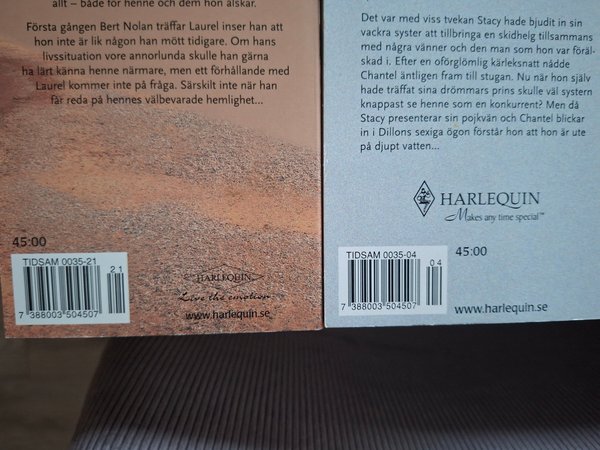 allt – både för henne och dem hon älskar.
Första gången Bert Nolan träffar Laurel inser han att
hon inte är lik någon han mött tidigare. Om hans
livssituation vore annorlunda skulle han gärna
ha lärt känna henne närmare, men ett förhållande med
Laurel kommer inte på fråga. Särskilt inte när han
får reda på hennes välbevarade hemlighet...
45:00
TIDSAM 0035-21
21
7 388003 504507
HARLEQUIN
Live the emotion
www.harlequin.se
Det var med viss tvekan Stacy hade bjudit in sin
vackra syster att tillbringa en skidhelg tillsammans
med några vänner och den man som hon var föräl-
skad i. Efter en oförglömlig kärleksnatt nådde
Chantel äntligen fram till stugan. Nu när hon själv
hade träffat sina drömmars prins skulle väl systern
knappast se henne som en konkurrent? Men då
Stacy presenterar sin pojkvän och Chantel blickar
in i Dillons sexiga ögon förstår hon att hon är ute
på djupt vatten...
HARLEQUIN
Makes any time special™
TIDSAM 0035-04
04
7 388003 504507
45:00
www.harlequin.se